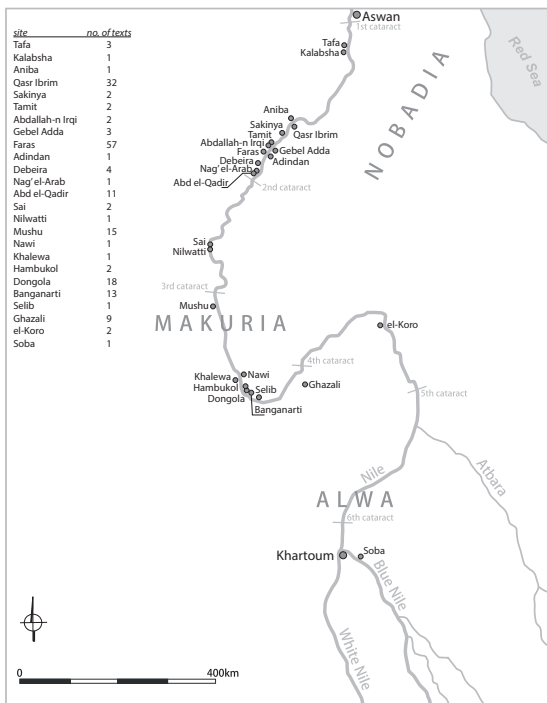 site no. of texts
Tafa 3
Kalabsha 1
Aniba 1
Qasr Ibrim 32
Sakinya 2
Tamit 2
Abdallah-n Irqi 2
Gebel Adda 3
Faras 57
Adindan 1
Debeira 4
Nag' el-Arab 1
Abd el-Qadir 11
Sai 2
Nilwatti 1
Mushu 15
Nawi 1
Khalewa 1
Hambukol 2
Dongola 18
Banganarti 13
Selib 1
Ghazali 9
el-Koro 2
Soba 1
Aswan
1st cataract
Tafa
Kalabsha
Red Sea
NOBADIA
Aniba
Sakinya
Qasr Ibrim
Tamit
Abdallah-n Irqi
Gebel Adda
Faras
Adindan
Debeira
Nag' el-Arab
Abd el-Qadir
2nd cataract
Sai
Nilwatti
3rd cataract
Mushu
MAKURIA
el-Koro
4th cataract
Khalewa
Nawi
Hambukol
Selib
Ghazali
Dongola
Banganarti
5th cataract
Nile
Atbara
ALWA
6th cataract
Khartoum
Soba
Blue Nile
White Nile
0 400km